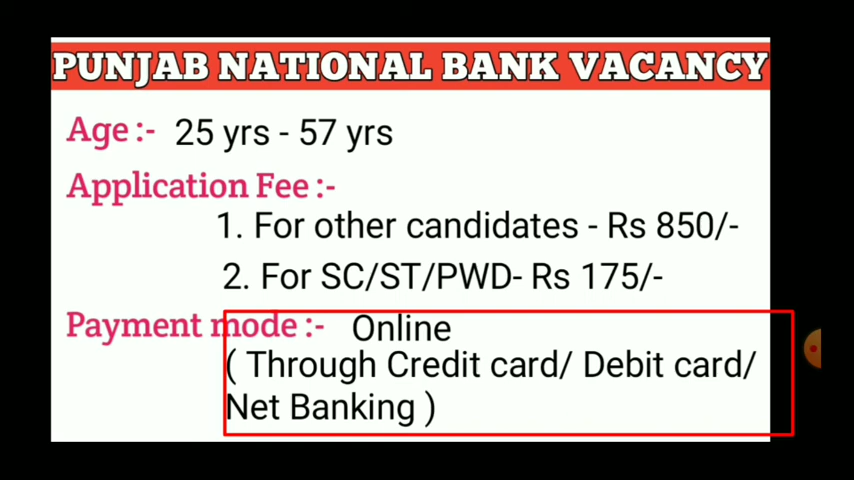 PUNJAB NATIONAL BANK VACANCY
Age :- 25 yrs - 57 yrs
Application Fee :-
1. For other candidates - Rs 850/-
2. For SC/ST/PWD- Rs 175/-
Payment mode :- Online
( Through Credit card/ Debit card/
Net Banking )